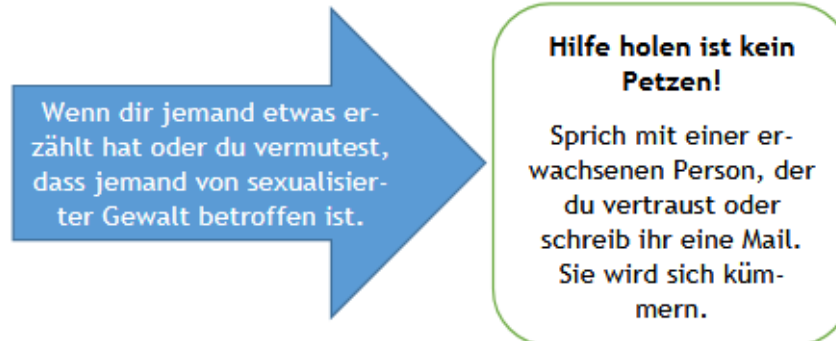 Wenn dir jemand etwas er-
zählt hat oder du vermutest,
dass jemand von sexualisier-
ter Gewalt betroffen ist.
Hilfe holen ist kein
Petzen!
Sprich mit einer er-
wachsenen Person, der
du vertraust oder
schreib ihr eine Mail.
Sie wird sich küm-
mern.